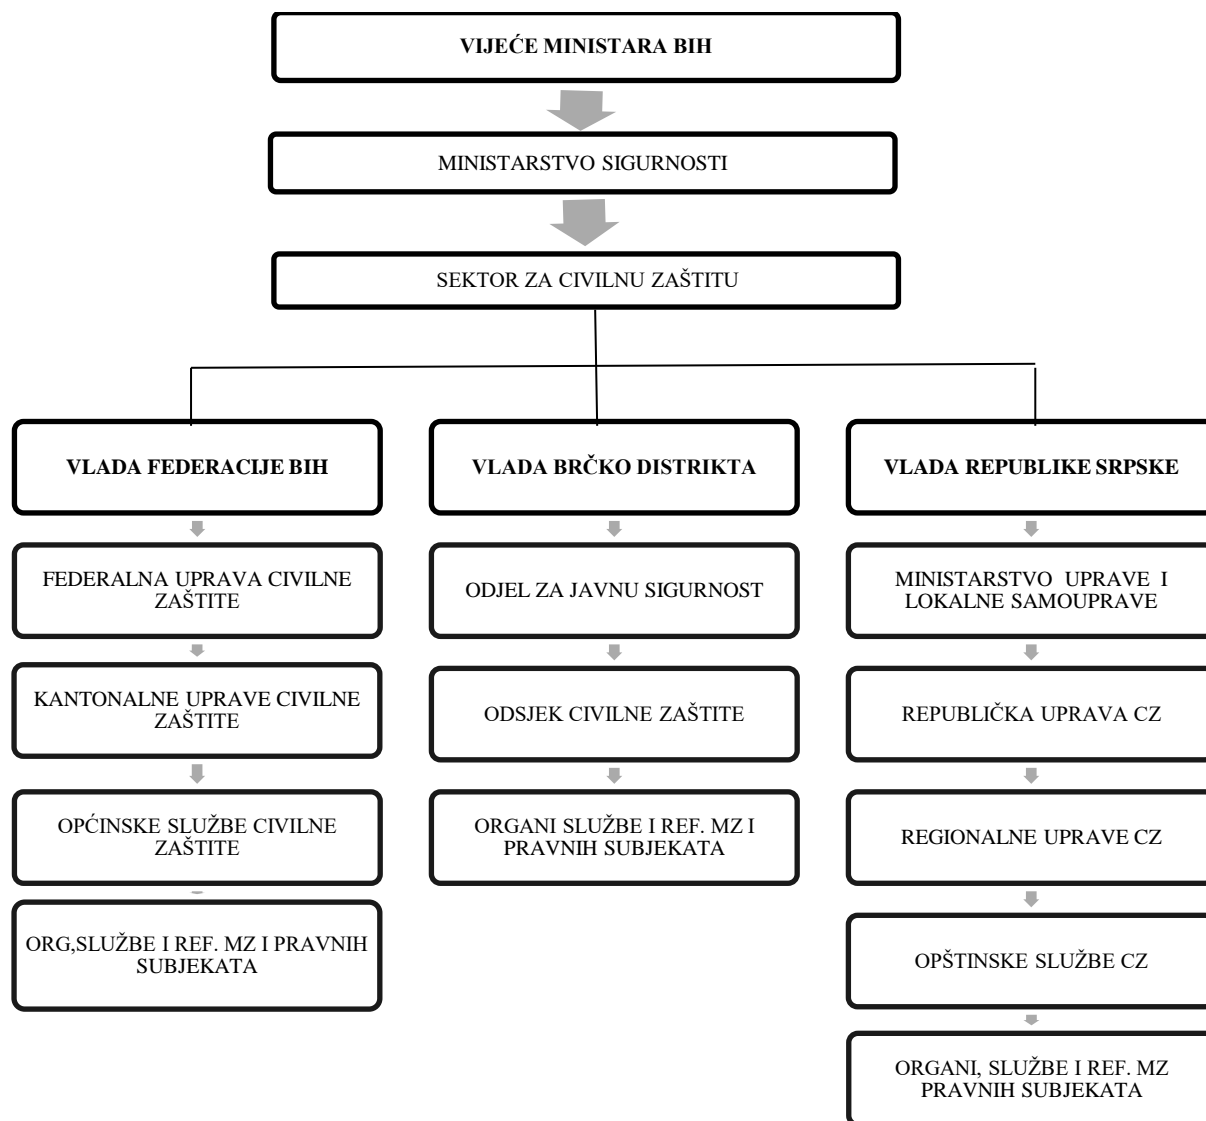 VIJEĆE MINISTARA BIH
MINISTARSTVO SIGURNOSTI
SEKTOR ZA CIVILNU ZAŠTITU
VLADA FEDERACIJE BIH
FEDERALNA UPRAVA CIVILNE
ZAŠTITE
KANTONALNE UPRAVE CIVILNE
ZAŠTITE
OPĆINSKE SLUŽBE CIVILNE
ZAŠTITE
ORG,SLUŽBE I REF. MZ I PRAVNIH
SUBJEKATA
VLADA BRČKO DISTRIKTA
ODJEL ZA JAVNU SIGURNOST
ODSJEK CIVILNE ZAŠTITE
ORGANI SLUŽBE I REF. MZ I
PRAVNIH SUBJEKATA
VLADA REPUBLIKE SRPSKE
MINISTARSTVO UPRAVE I
LOKALNE SAMOUPRAVE
REPUBLIČKA UPRAVA CZ
REGIONALNE UPRAVE CZ
OPŠTINSKE SLUŽBE CZ
ORGANI, SLUŽBE I REF. MZ
PRAVNIH SUBJEKATA